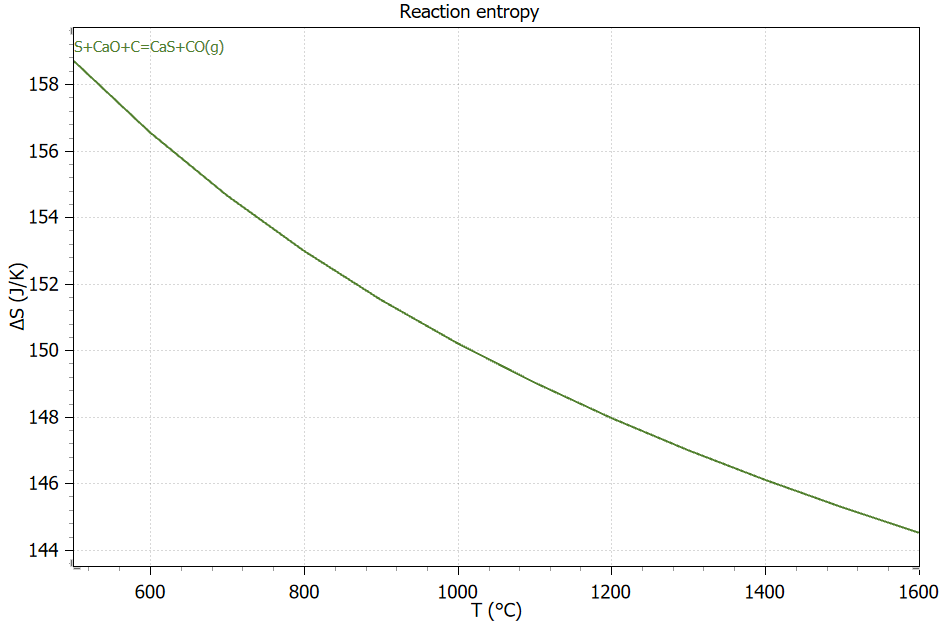 Reaction entropy
S+CaO+C=CaS+CO(g)
158
156
154
152
150
148
146
144
ΔS (J/K)
600 800 1000 1200 1400 1600
T (°C)